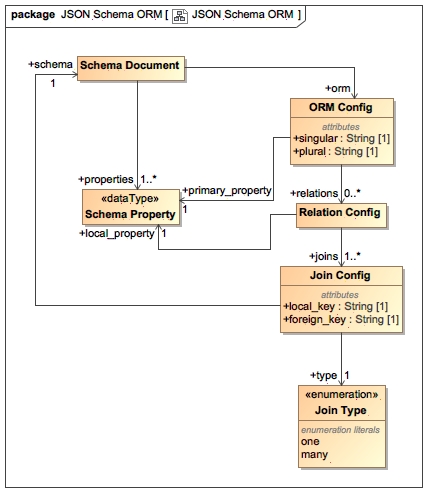 package JSON Schema ORM [ JSON Schema ORM ]
+schema
1
Schema Document
+orm
ORM Config
attributes
+singular : String [1]
+plural : String [1]
+properties 1..*
+primary_property
1
«dataType»
Schema Property
+relations 0..*
Relation Config
+local_property 1
+joins 1..*
Join Config
attributes
+local_key : String [1]
+foreign_key : String [1]
+type 1
«enumeration»
Join Type
enumeration literals
one
many